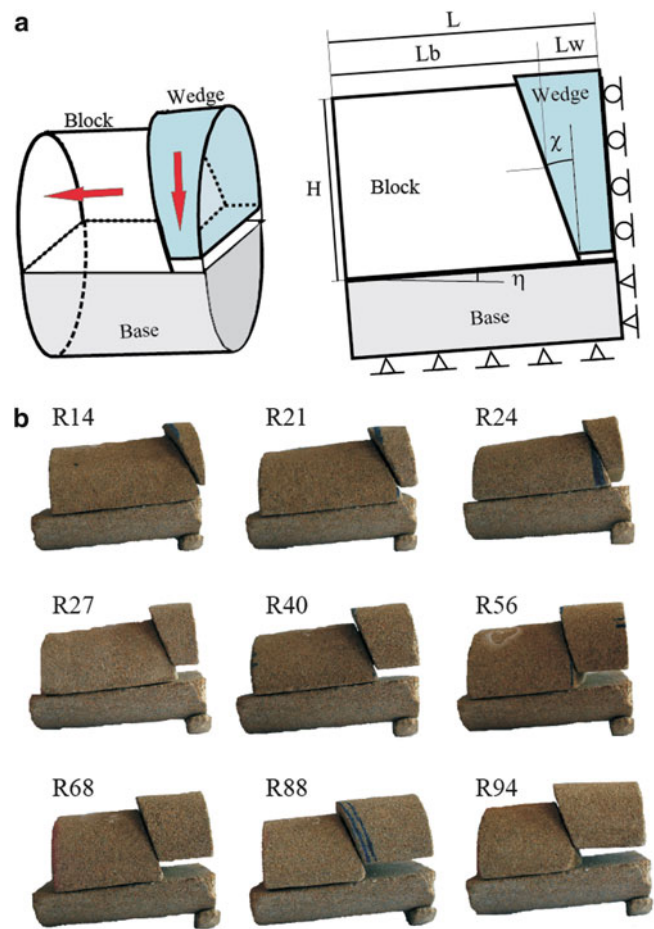 a
L
Lb Lw
Wedge
Block
Wedge
χ
H
Block
η
Base
Base
b
R14 R21 R24
R27 R40 R56
R68 R88 R94